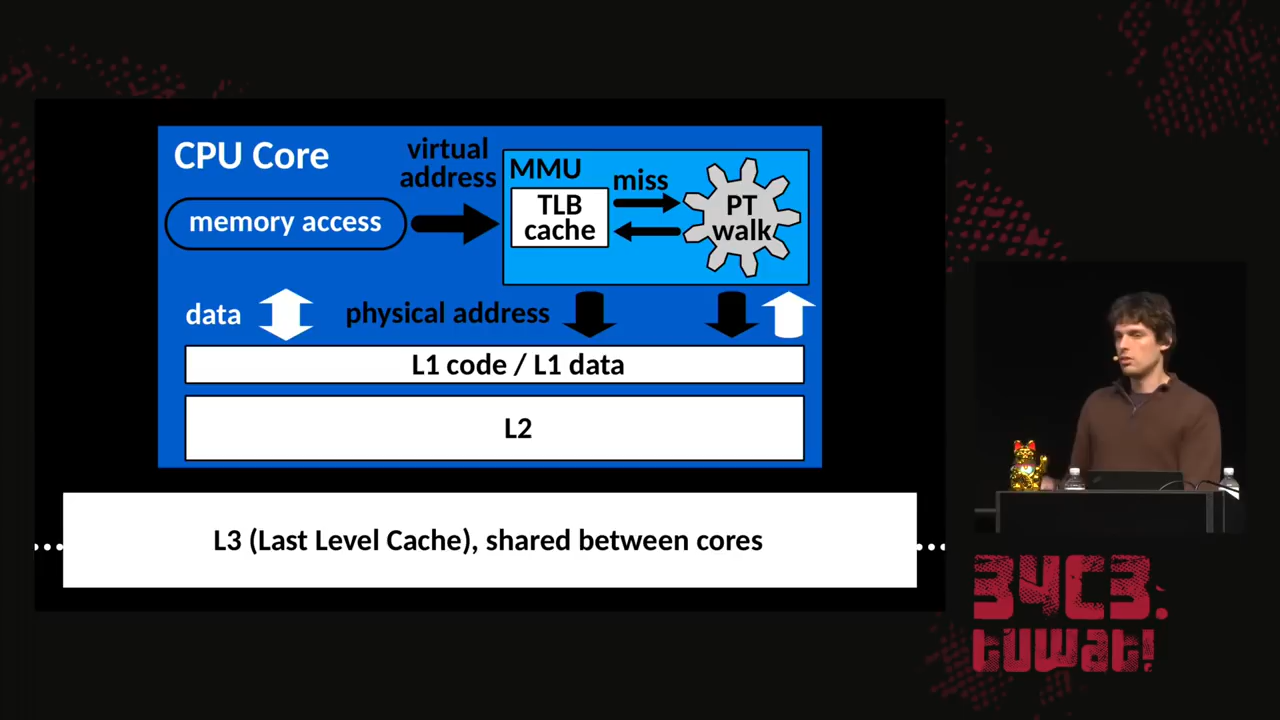 CPU Core
virtual
address
MMU
miss
TLB
cache
PT
walk
memory access
data
physical address
L1 code / L1 data
L2
L3 (Last Level Cache), shared between cores
34C3.
tuwat!